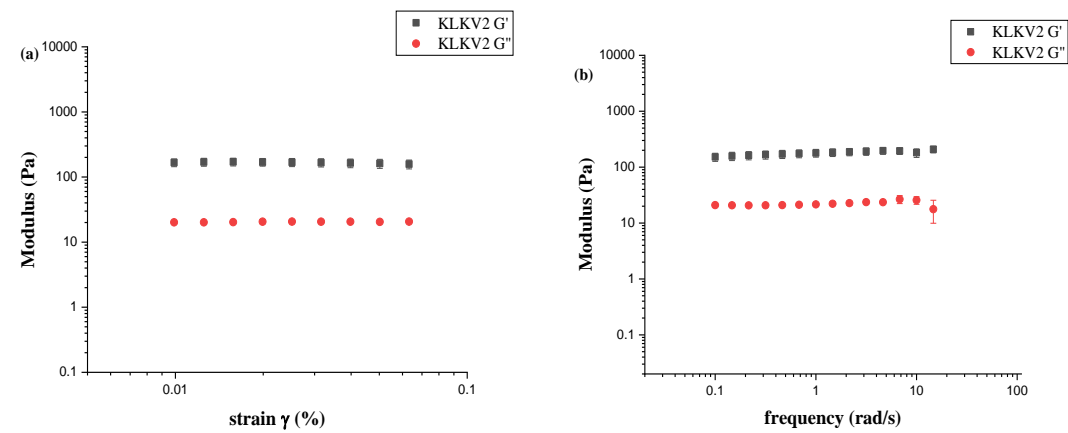 KLKV2 G'
KLKV2 G"
(a)
10000
1000
100
10
1
0.1
Modulus (Pa)
0.01
0.1
strain γ (%)
KLKV2 G'
KLKV2 G"
(b)
10000
1000
100
10
1
0.1
Modulus (Pa)
0.1
1
10
100
frequency (rad/s)